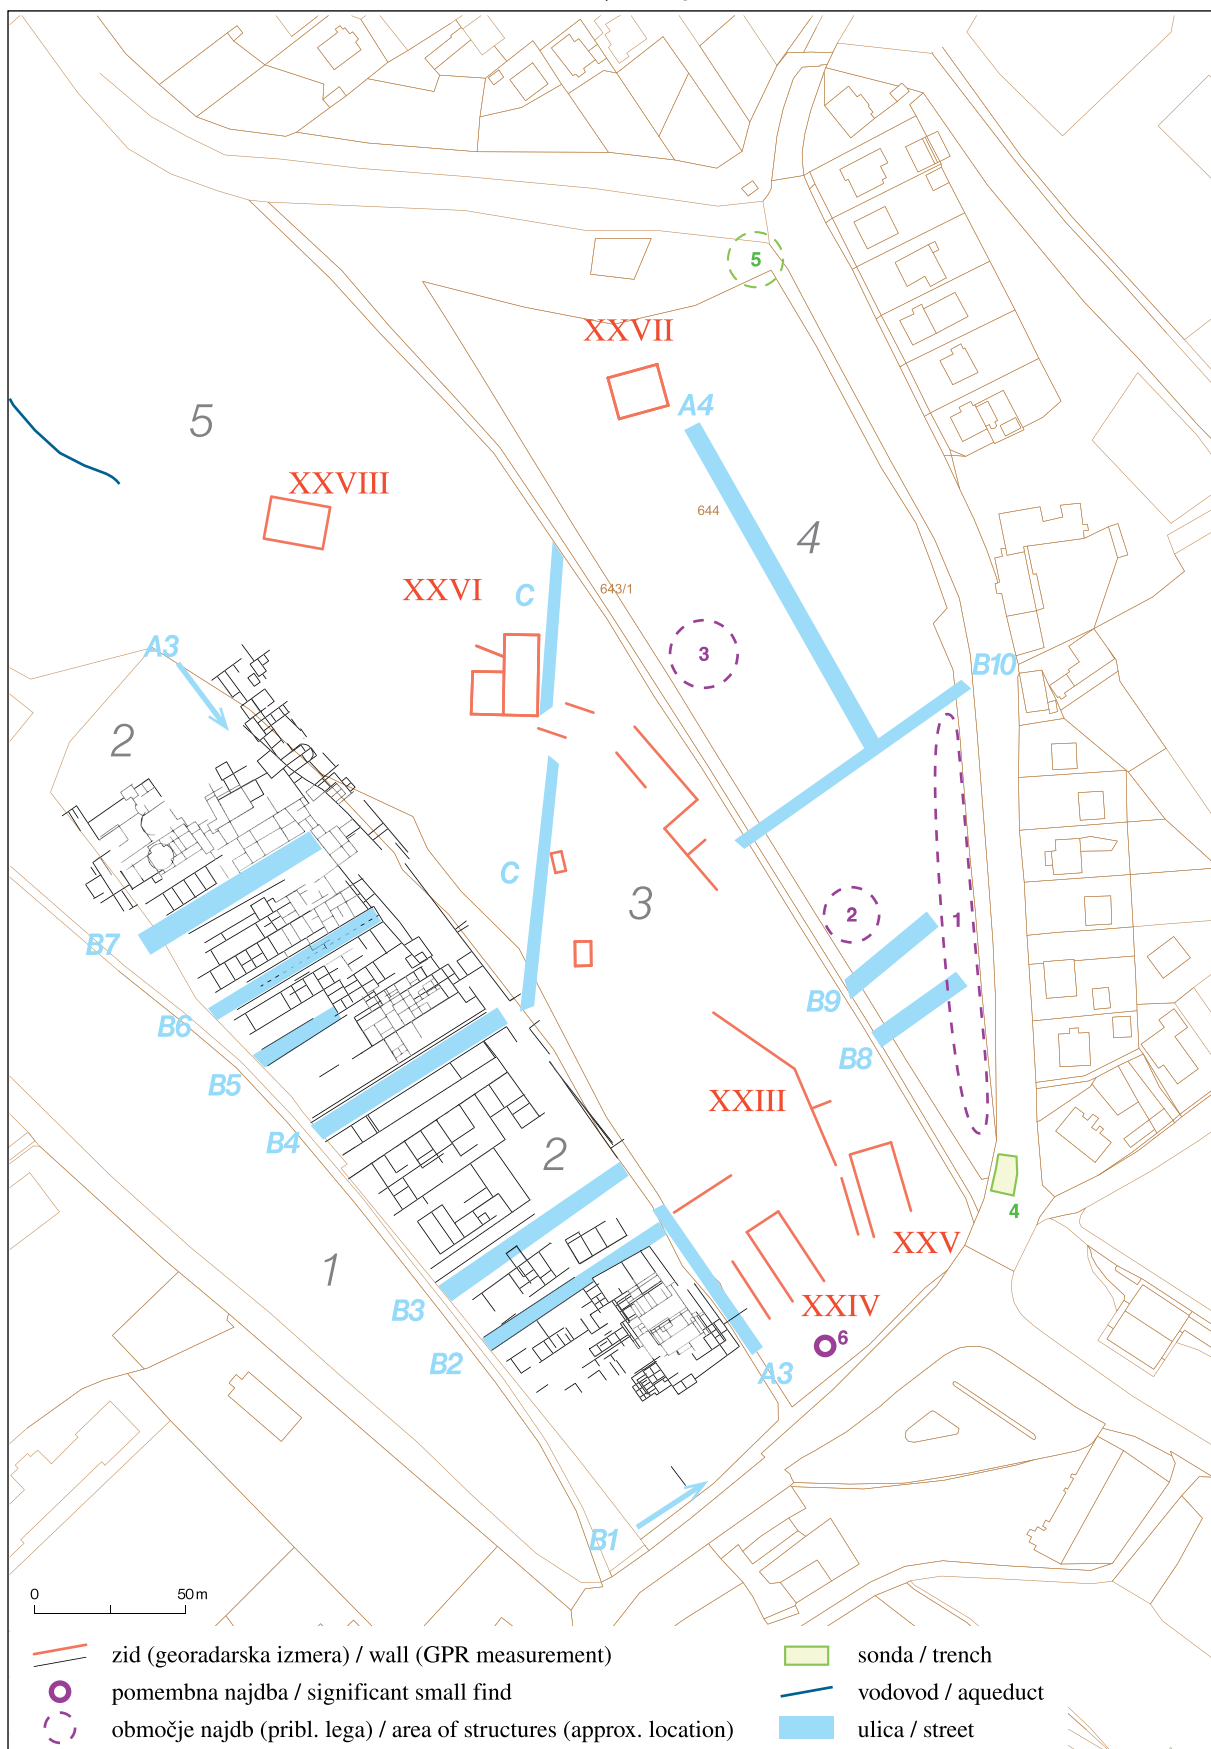 5
XXVII
A4
5
XXVIII
644
4
XXVI
C
643/1
A3
3
B10
2
C
3
2
1
B7
B9
B6
B8
B5
XXIII
B4
2
4
XXV
1
B3
XXIV
6
B2
A3
B1
0 50 m
zid (georadarska izmera) / wall (GPR measurement)
pomembna najdba / significant small find
območje najdb (pribl. lega) / area of structures (approx. location)
sonda / trench
vodovod / aqueduct
ulica / street